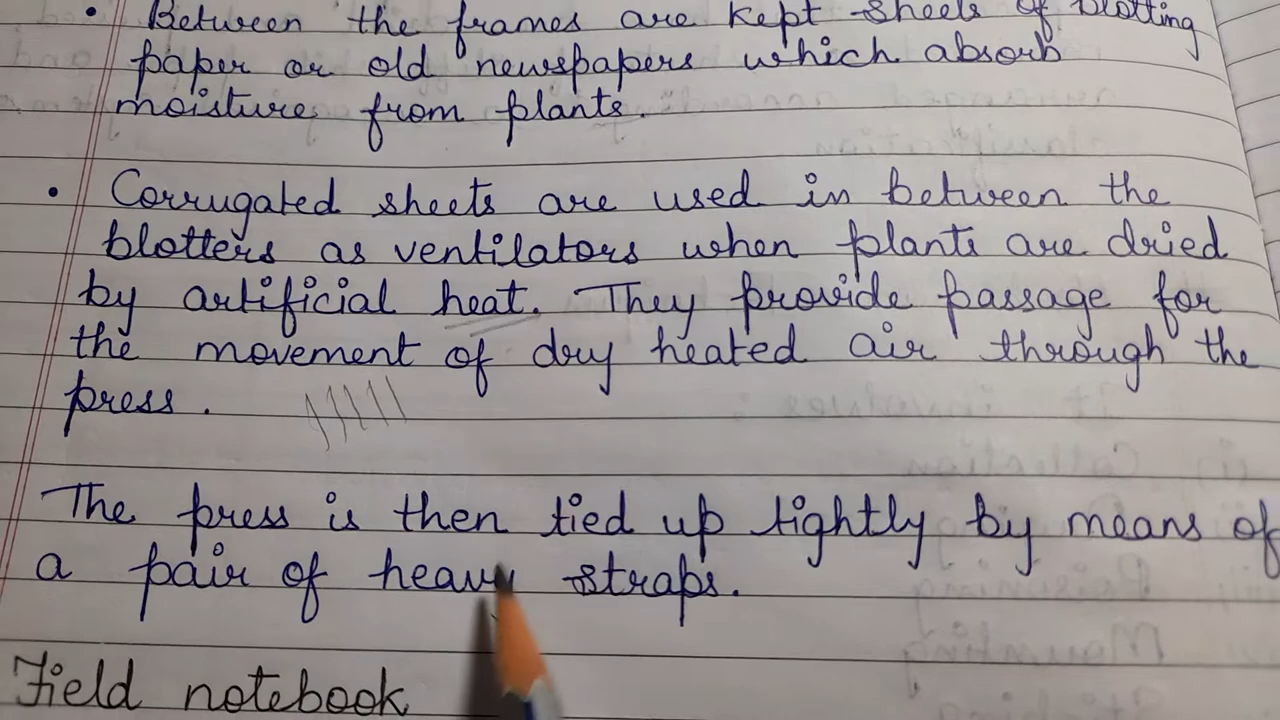 • Between the frames are kept sheets of blotting
paper or old newspapers which absorb
moisture from plants.
• Corrugated sheets are used in between the
blotters as ventilators when plants are dried
by artificial heat. They provide passage for
the movement of dry heated air through the
press.
The press is then tied up tightly by means of
a pair of heavy straps.
Field notebook